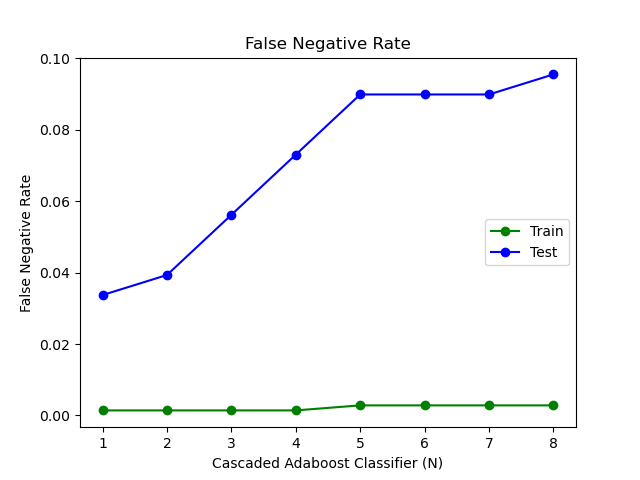 False Negative Rate
0.10
0.08
0.06
0.04
0.02
0.00
False Negative Rate
Train
Test
1 2 3 4 5 6 7 8
Cascaded Adaboost Classifier (N)